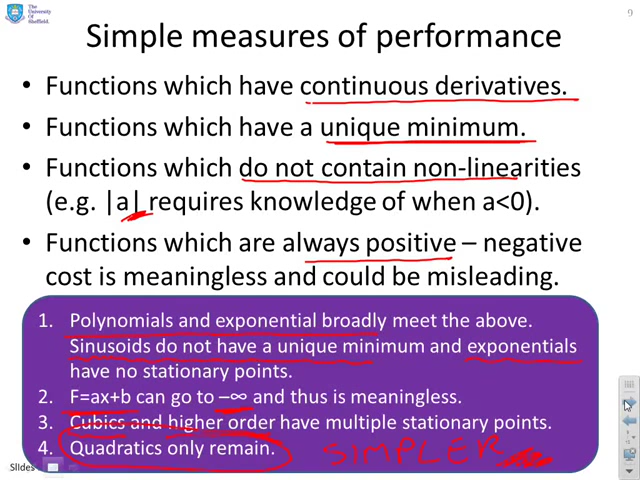 The
University
Of
Sheffield.
9
Simple measures of performance
• Functions which have continuous derivatives.
• Functions which have a unique minimum.
• Functions which do not contain non-linearities
(e.g. |a| requires knowledge of when a<0).
• Functions which are always positive – negative
cost is meaningless and could be misleading.
1. Polynomials and exponential broadly meet the above.
Sinusoids do not have a unique minimum and exponentials
have no stationary points.
2. F=ax+b can go to –∞ and thus is meaningless.
3. Cubics and higher order have multiple stationary points.
4. Quadratics only remain.
SIMPLER
Slides